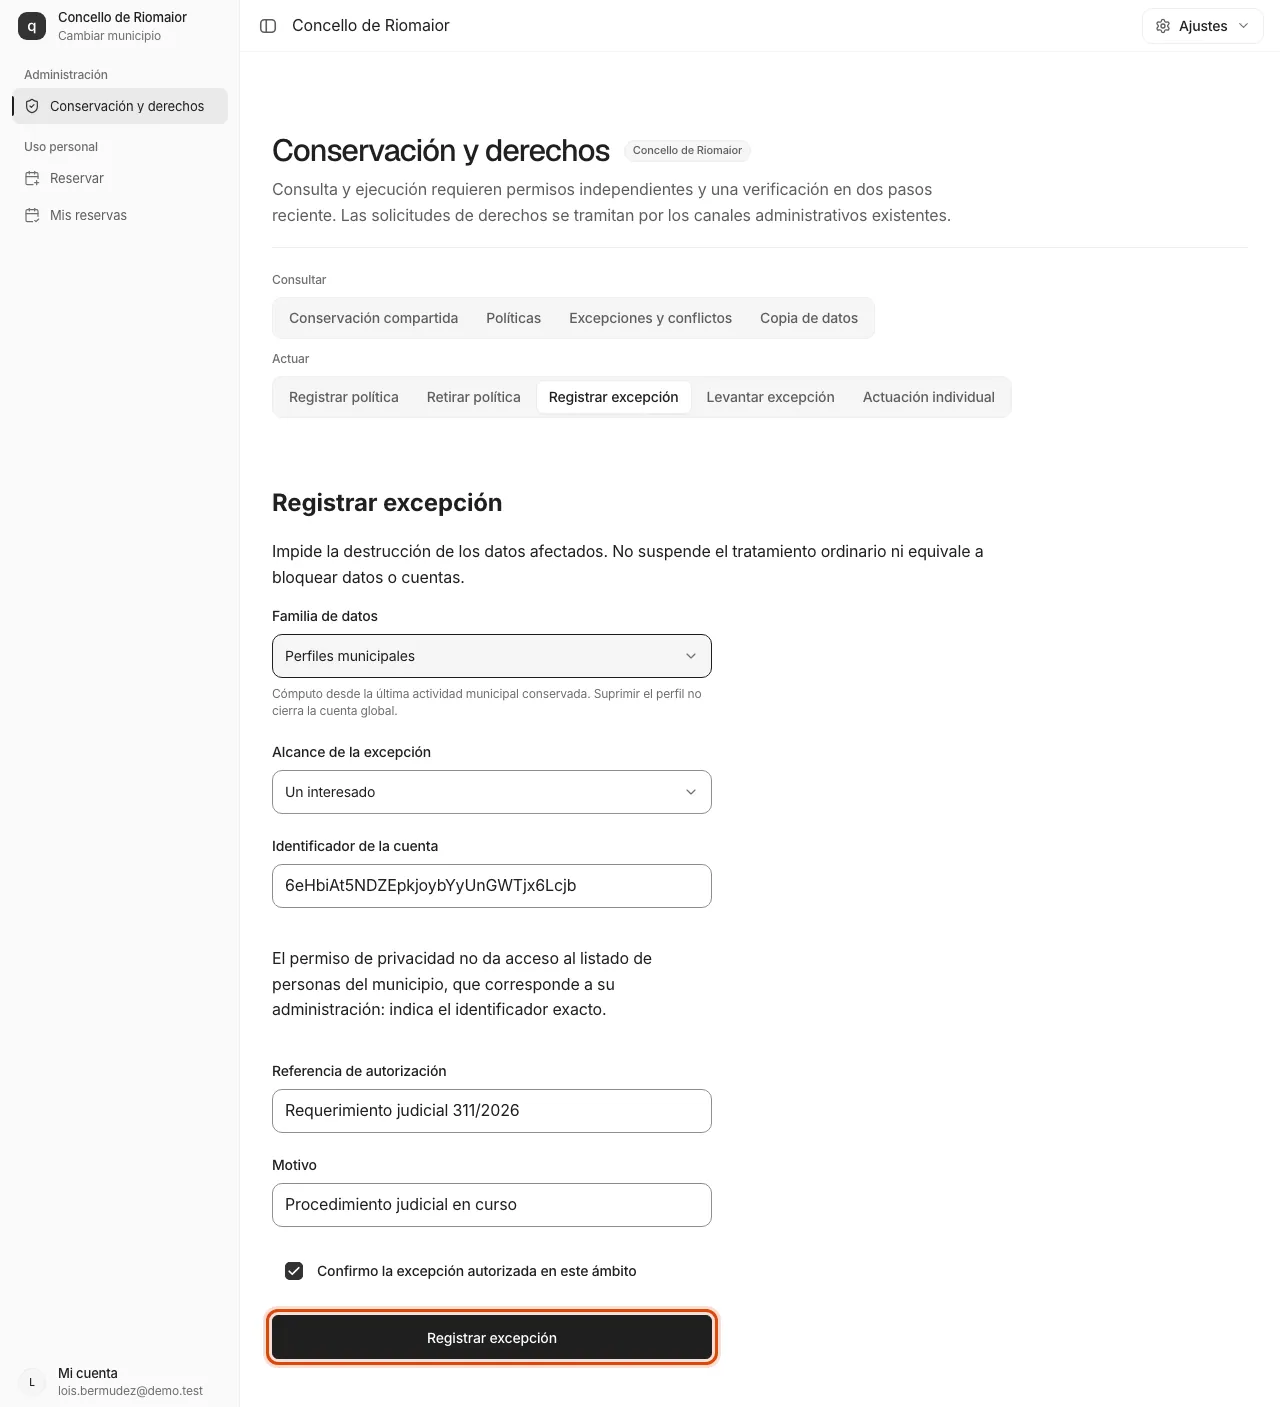 q
Concello de Riomaior
Cambiar municipio
Administración
Conservación y derechos
Uso personal
Reservar
Mis reservas
Concello de Riomaior
Ajustes
Conservación y derechos
Concello de Riomaior
Consulta y ejecución requieren permisos independientes y una verificación en dos pasos
reciente. Las solicitudes de derechos se tramitan por los canales administrativos existentes.
Consultar
Conservación compartida
Políticas
Excepciones y conflictos
Copia de datos
Actuar
Registrar política
Retirar política
Registrar excepción
Levantar excepción
Actuación individual
Registrar excepción
Impide la destrucción de los datos afectados. No suspende el tratamiento ordinario ni equivale a
bloquear datos o cuentas.
Familia de datos
Perfiles municipales
Cómputo desde la última actividad municipal conservada. Suprimir el perfil no
cierra la cuenta global.
Alcance de la excepción
Un interesado
Identificador de la cuenta
6eHbiAt5NDZEpkjoybYyUnGWTjx6Lcjb
El permiso de privacidad no da acceso al listado de
personas del municipio, que corresponde a su
administración: indica el identificador exacto.
Referencia de autorización
Requerimiento judicial 311/2026
Motivo
Procedimiento judicial en curso
Confirmo la excepción autorizada en este ámbito
Registrar excepción
L
Mi cuenta
lois.bermudez@demo.test